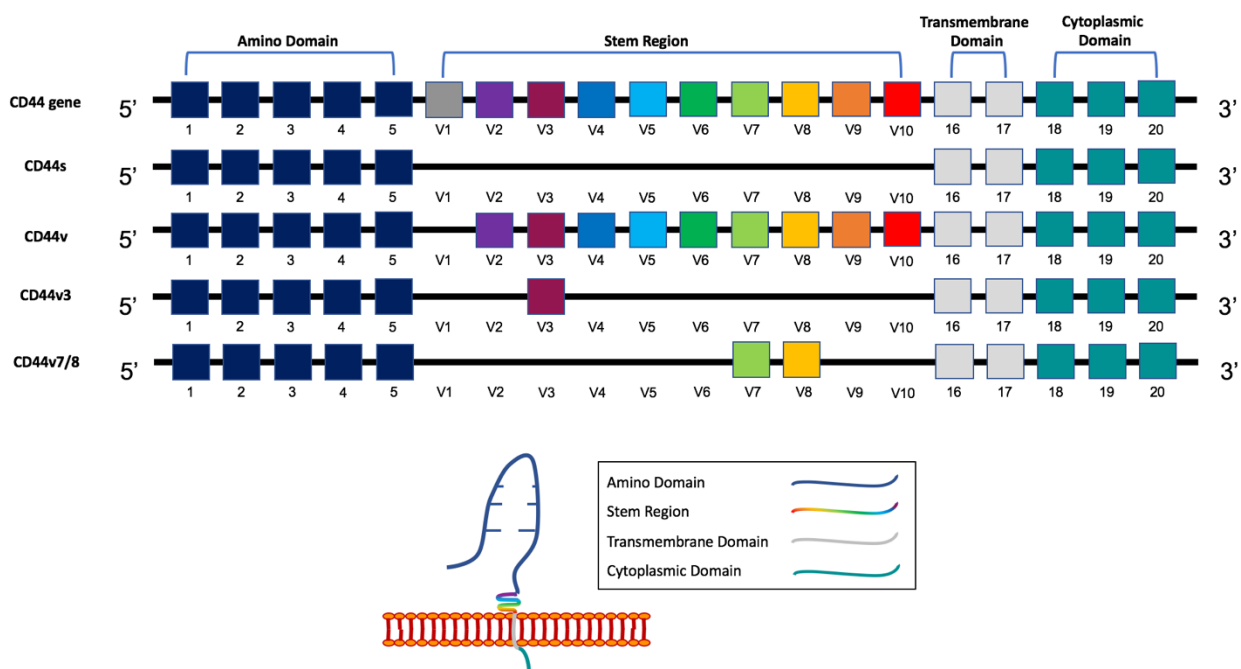 Amino Domain Stem Region Transmembrane Domain Cytoplasmic Domain
CD44 gene 5’ 3’
1 2 3 4 5 V1 V2 V3 V4 V5 V6 V7 V8 V9 V10 16 17 18 19 20
CD44s 5’ 3’
1 2 3 4 5 V1 V2 V3 V4 V5 V6 V7 V8 V9 V10 16 17 18 19 20
CD44v 5’ 3’
1 2 3 4 5 V1 V2 V3 V4 V5 V6 V7 V8 V9 V10 16 17 18 19 20
CD44v3 5’ 3’
1 2 3 4 5 V1 V2 V3 V4 V5 V6 V7 V8 V9 V10 16 17 18 19 20
CD44v7/8 5’ 3’
1 2 3 4 5 V1 V2 V3 V4 V5 V6 V7 V8 V9 V10 16 17 18 19 20
Amino Domain
Stem Region
Transmembrane Domain
Cytoplasmic Domain